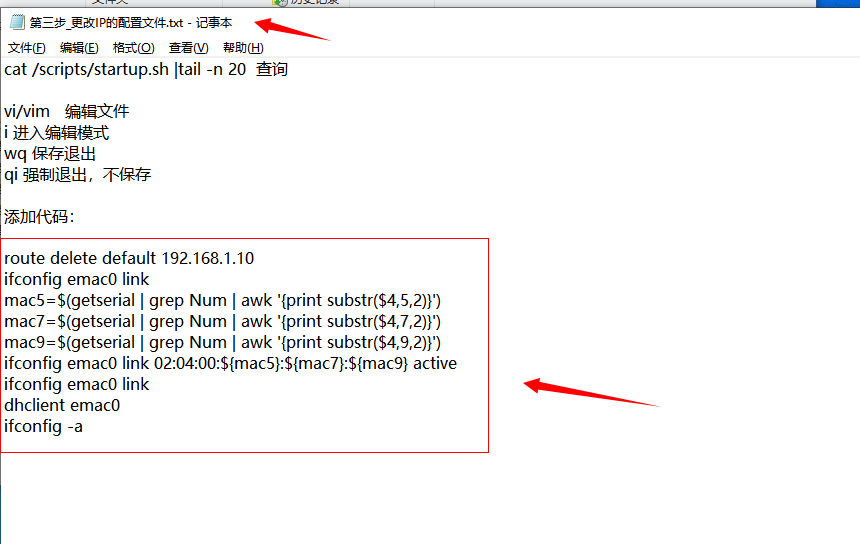 第三步_更改IP的配置文件.txt - 记事本
文件(F) 编辑(E) 格式(O) 查看(V) 帮助(H)
cat /scripts/startup.sh |tail -n 20 查询
vi/vim 编辑文件
i 进入编辑模式
wq 保存退出
qi 强制退出，不保存
添加代码：
route delete default 192.168.1.10
ifconfig emac0 link
mac5=$(getserial | grep Num | awk '{print substr($4,5,2)}')
mac7=$(getserial | grep Num | awk '{print substr($4,7,2)}')
mac9=$(getserial | grep Num | awk '{print substr($4,9,2)}')
ifconfig emac0 link 02:04:00:${mac5}:${mac7}:${mac9} active
ifconfig emac0 link
dhclient emac0
ifconfig -a